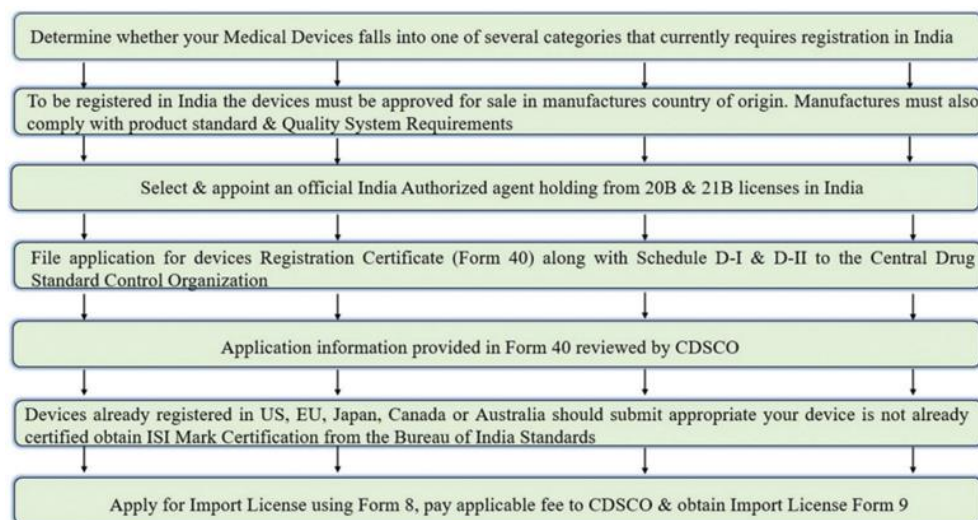 Determine whether your Medical Devices falls into one of several categories that currently requires registration in India
To be registered in India the devices must be approved for sale in manufactures country of origin. Manufactures must also
comply with product standard & Quality System Requirements
Select & appoint an official India Authorized agent holding from 20B & 21B licenses in India
File application for devices Registration Certificate (Form 40) along with Schedule D-I & D-II to the Central Drug
Standard Control Organization
Application information provided in Form 40 reviewed by CDSCO
Devices already registered in US, EU, Japan, Canada or Australia should submit appropriate your device is not already
certified obtain ISI Mark Certification from the Bureau of India Standards
Apply for Import License using Form 8, pay applicable fee to CDSCO & obtain Import License Form 9